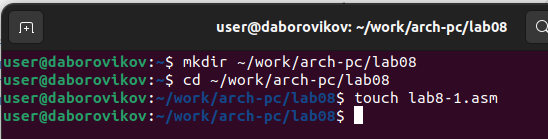 user@daborovikov: ~/work/arch-pc/lab08
user@daborovikov:~$ mkdir ~/work/arch-pc/lab08
user@daborovikov:~$ cd ~/work/arch-pc/lab08
user@daborovikov:~/work/arch-pc/lab08$ touch lab8-1.asm
user@daborovikov:~/work/arch-pc/lab08$